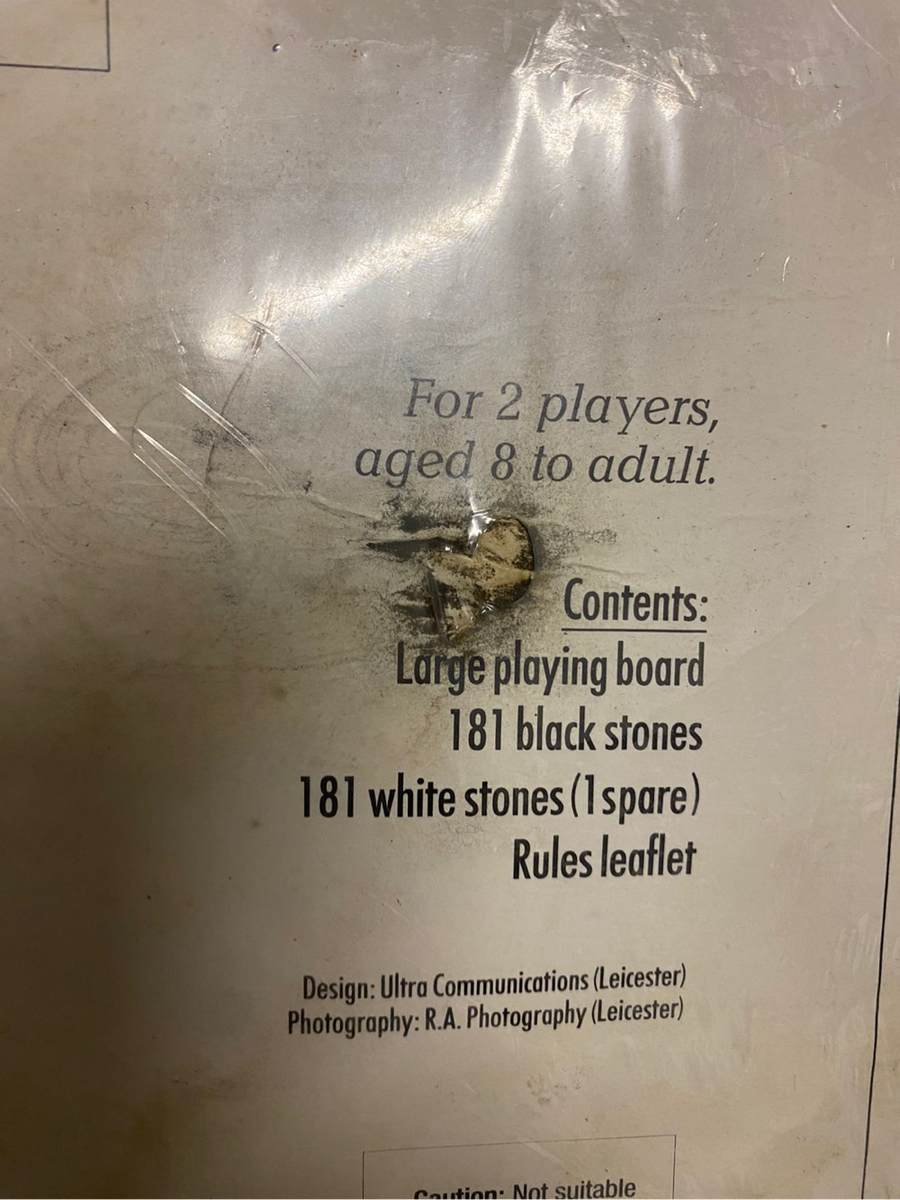 For 2 players,
aged 8 to adult.
Contents:
Large playing board
181 black stones
181 white stones (1 spare)
Rules leaflet
Design: Ultra Communications (Leicester)
Photography: R.A. Photography (Leicester)
Caution: Not suitable